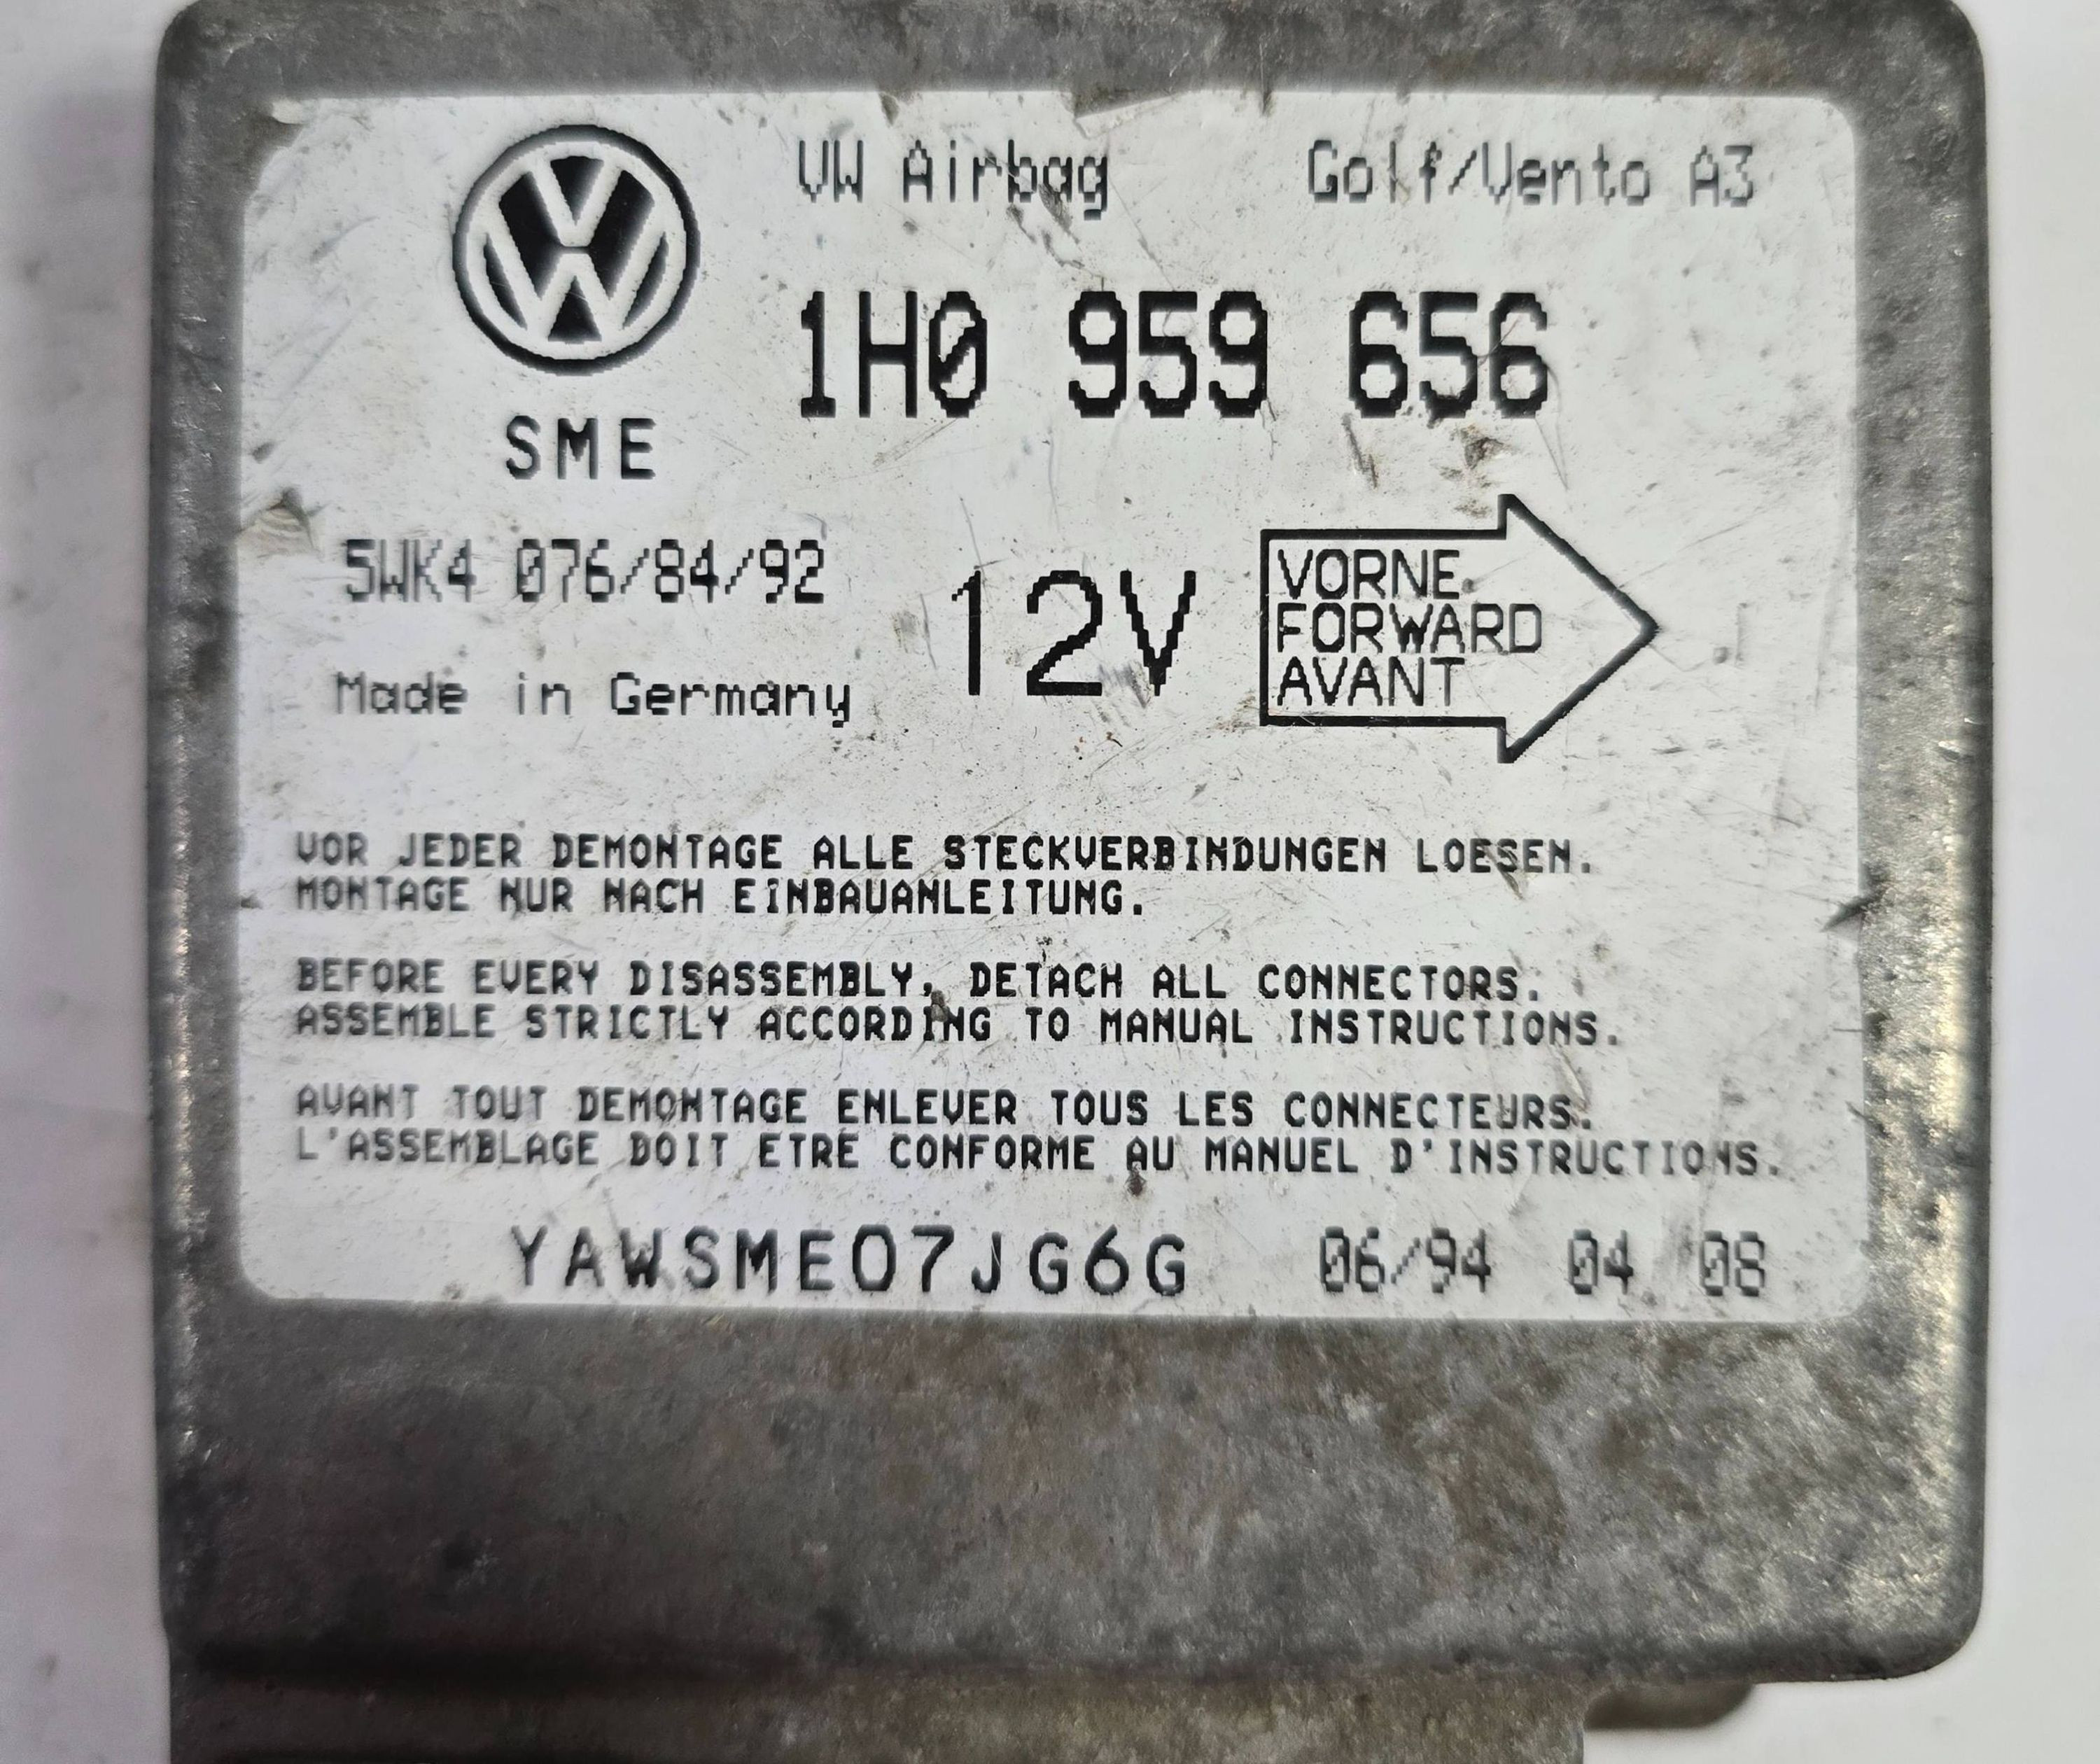 VW Airbag Golf/Vento A3
1H0 959 656
SME
5WK4 076/84/92
12V
VORNE
FORWARD
AVANT
Made in Germany
VOR JEDER DEMONTAGE ALLE STECKVERBINDUNGEN LOESEN.
MONTAGE NUR NACH EINBAUANLEITUNG.
BEFORE EVERY DISASSEMBLY, DETACH ALL CONNECTORS.
ASSEMBLE STRICTLY ACCORDING TO MANUAL INSTRUCTIONS.
AVANT TOUT DEMONTAGE ENLEVER TOUS LES CONNECTEURS.
L'ASSEMBLAGE DOIT ETRE CONFORME AU MANUEL D'INSTRUCTIONS.
YAWSME07JG6G 06/94 04 08